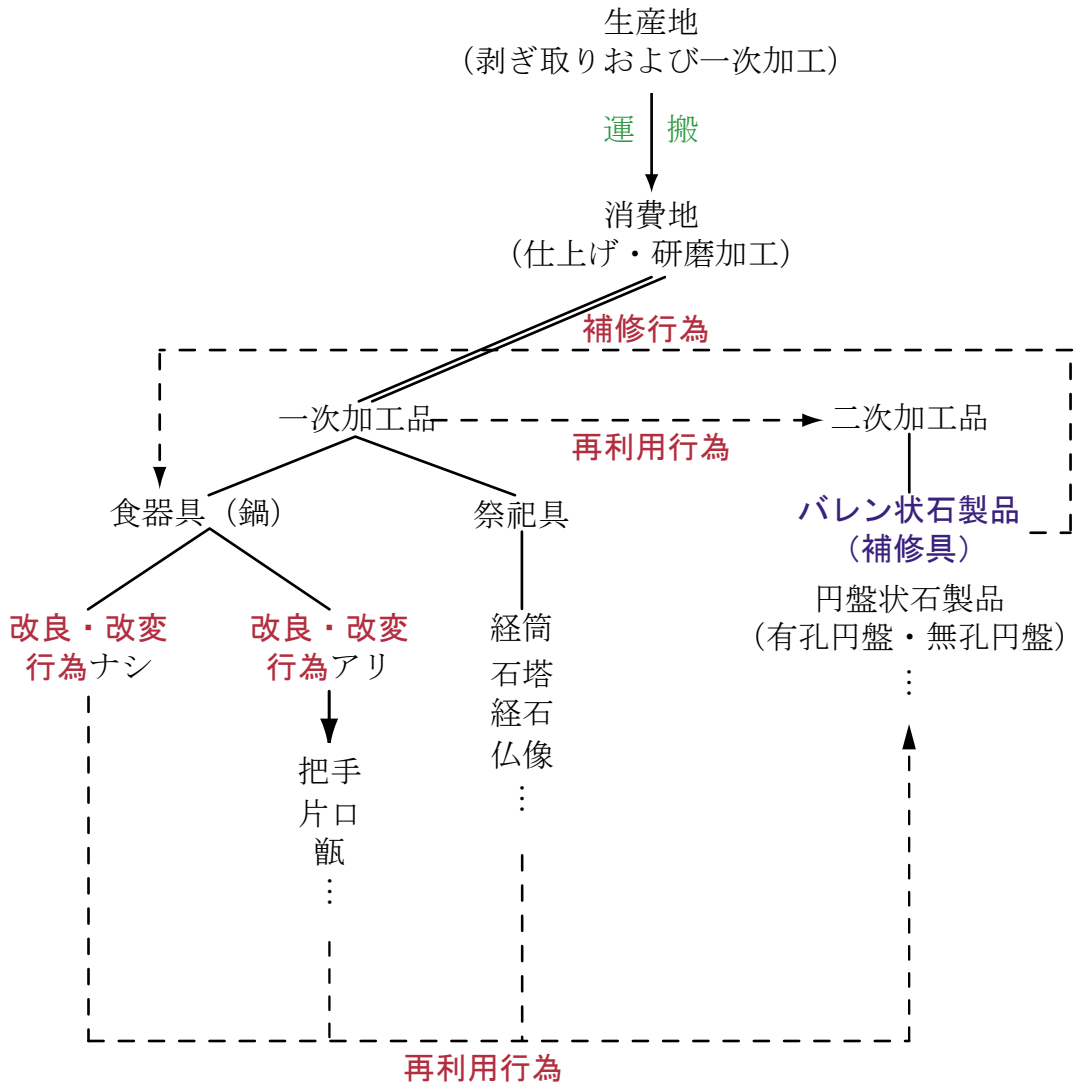 生産地
(剥ぎ取りおよび一次加工)
運 搬
消費地
(仕上げ・研磨加工)
補修行為
一次加工品
再利用行為
二次加工品
食器具(鍋)
祭祀具
バレン状石製品
(補修具)
円盤状石製品
(有孔円盤・無孔円盤)
…
改良・改変
行為ナシ
改良・改変
行為アリ
把手
片口
甑
…
経筒
石塔
経石
仏像
…
再利用行為